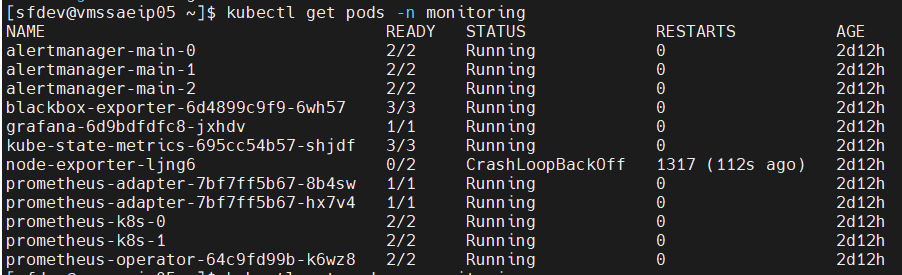 [sfdev@vmssaeip05 ~]$ kubectl get pods -n monitoring
NAME READY STATUS RESTARTS AGE
alertmanager-main-0 2/2 Running 0 2d12h
alertmanager-main-1 2/2 Running 0 2d12h
alertmanager-main-2 2/2 Running 0 2d12h
blackbox-exporter-6d4899c9f9-6wh57 3/3 Running 0 2d12h
grafana-6d9bdfdfc8-jxhdv 1/1 Running 0 2d12h
kube-state-metrics-695cc54b57-shjdf 3/3 Running 0 2d12h
node-exporter-ljng6 0/2 CrashLoopBackOff 1317 (112s ago) 2d12h
prometheus-adapter-7bf7ff5b67-8b4sw 1/1 Running 0 2d12h
prometheus-adapter-7bf7ff5b67-hx7v4 1/1 Running 0 2d12h
prometheus-k8s-0 2/2 Running 0 2d12h
prometheus-k8s-1 2/2 Running 0 2d12h
prometheus-operator-64c9fd99b-k6wz8 2/2 Running 0 2d12h